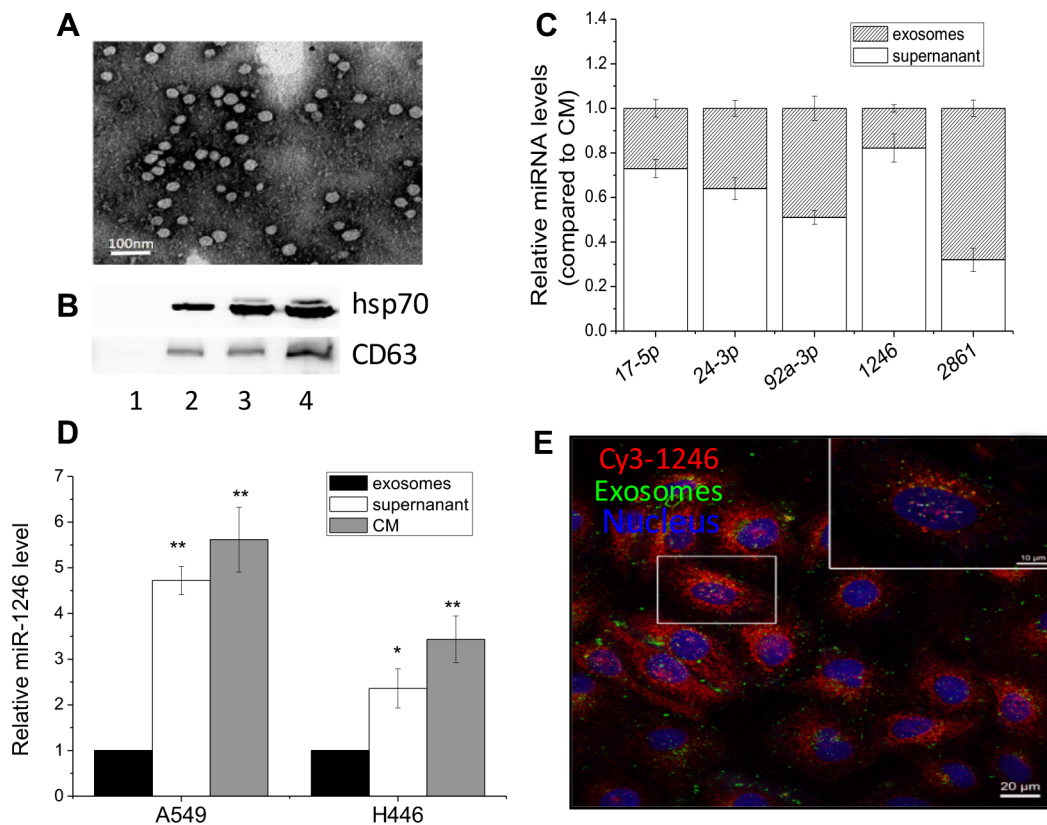 A
100nm
B
hsp70
CD63
1 2 3 4
C
exosomes
supernanant
Relative miRNA levels
(compared to CM)
1.4
1.2
1.0
0.8
0.6
0.4
0.2
0.0
17-5p 24-3p 92a-3p 1246 2861
D
exosomes
supernanant
CM
Relative miR-1246 level
7
6
5
4
3
2
1
0
** ** * **
A549 H446
E
Cy3-1246
Exosomes
Nucleus
10 µm
20 µm